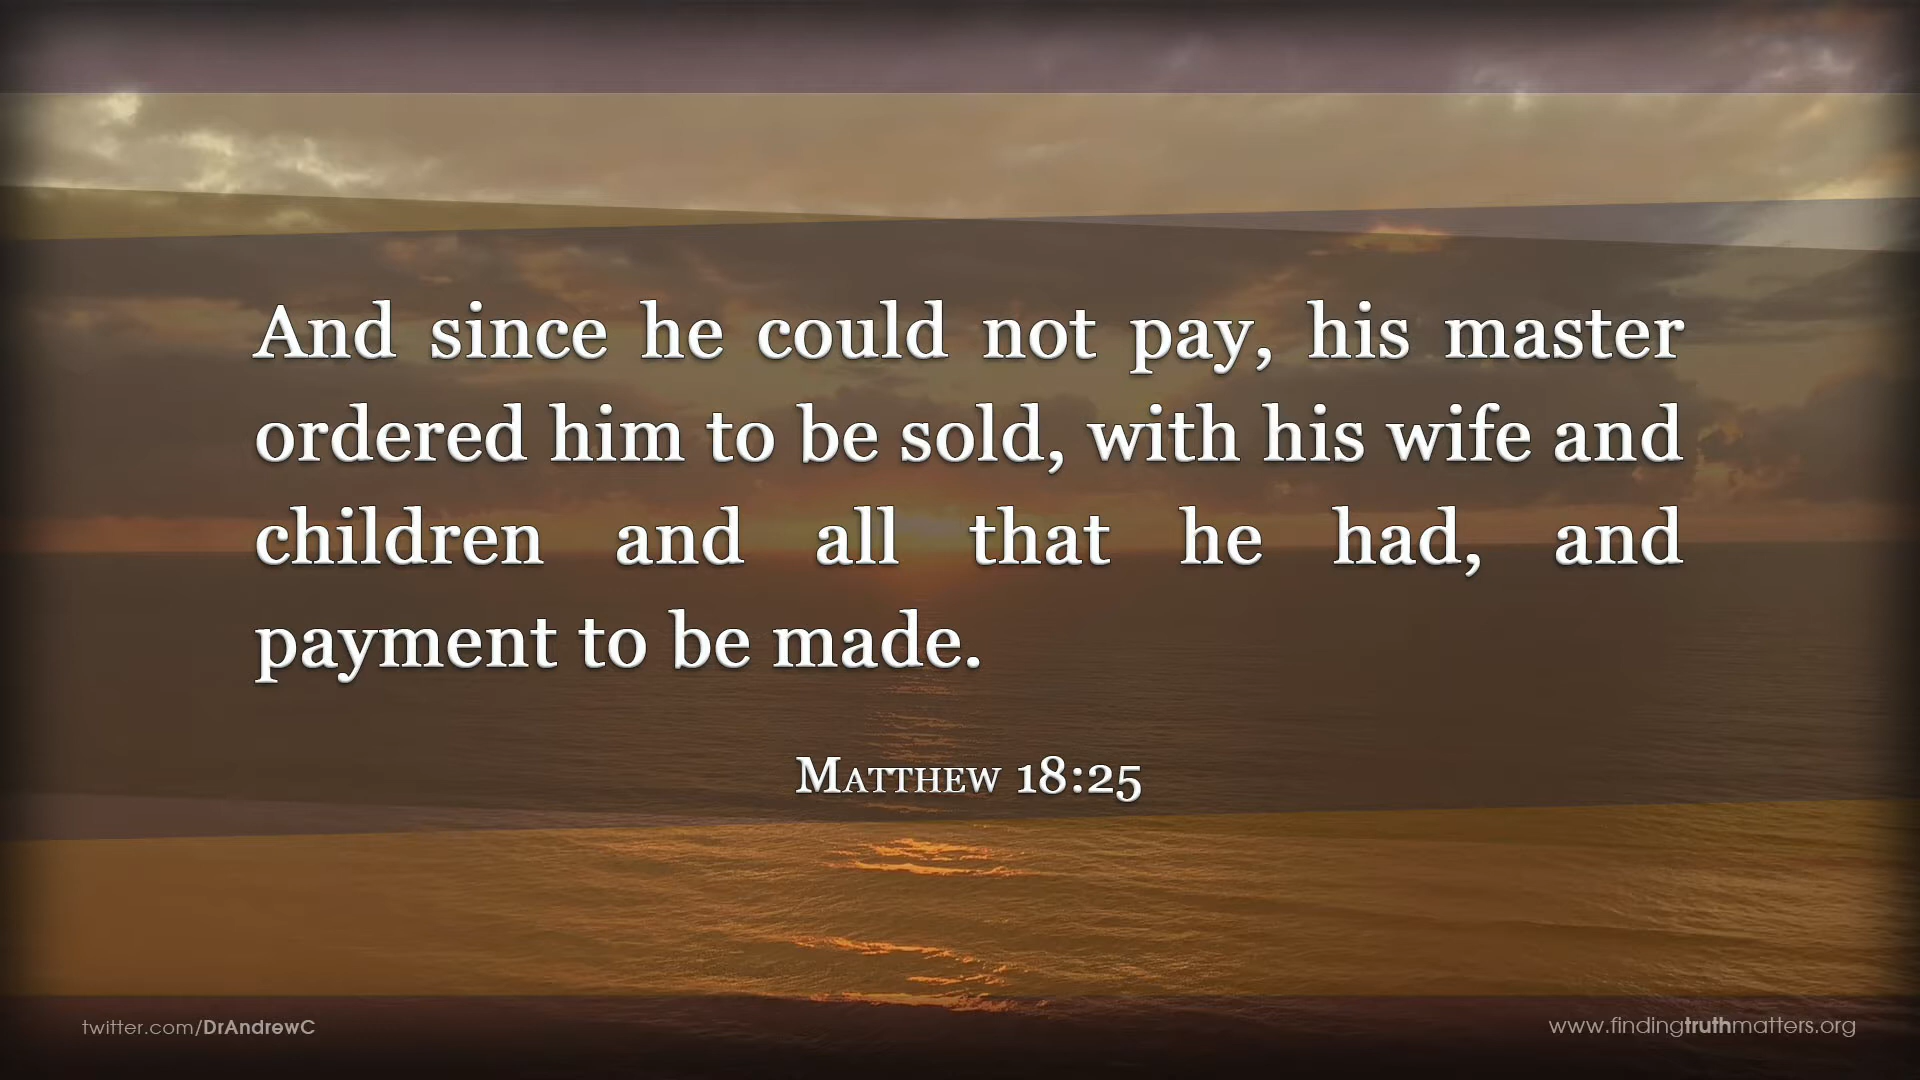 And since he could not pay, his master
ordered him to be sold, with his wife and
children and all that he had, and
payment to be made.
Matthew 18:25
twitter.com/DrAndrewC
www.findingtruthmatters.org